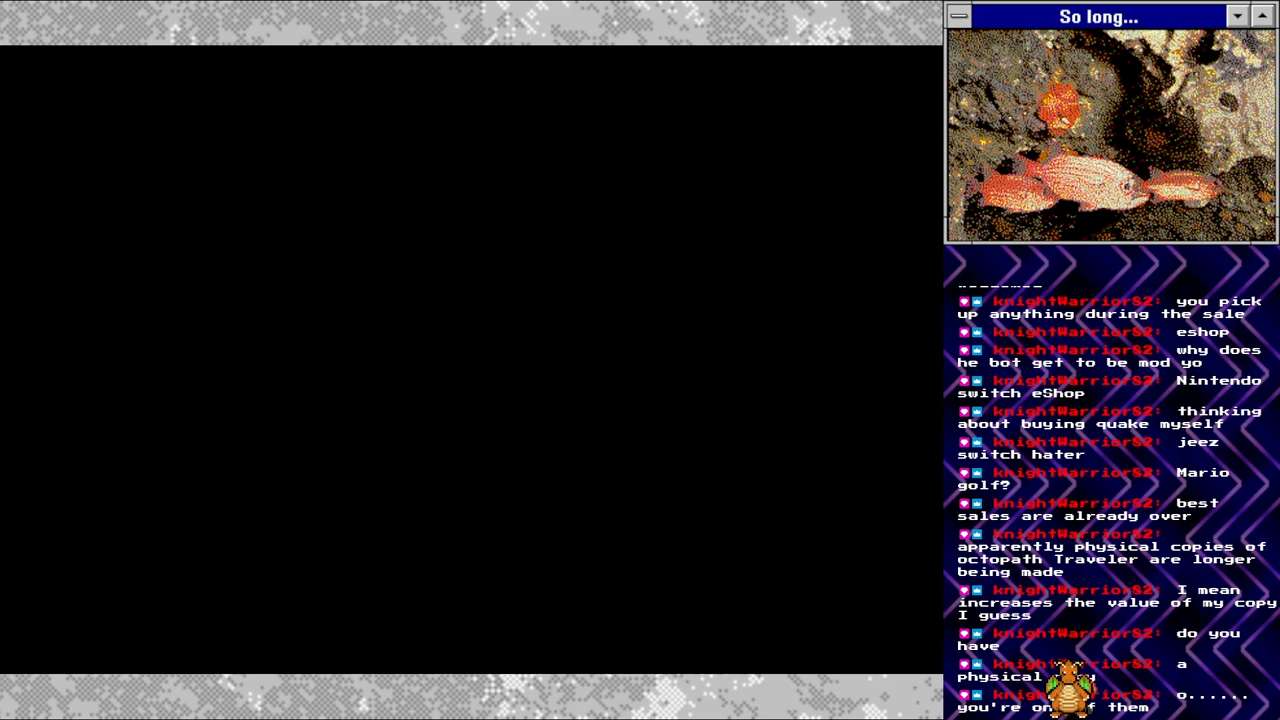 So long...
knightWarrior82: you pick
up anything during the sale
knightWarrior82: eshop
knightWarrior82: why does
he bot get to be mod yo
knightWarrior82: Nintendo
switch eShop
knightWarrior82: thinking
about buying quake myself
knightWarrior82: jeez
switch hater
knightWarrior82: Mario
golf?
knightWarrior82: best
sales are already over
knightWarrior82:
apparently physical copies of
octopath Traveler are longer
being made
knightWarrior82: I mean
increases the value of my copy
I guess
knightWarrior82: do you
have
rior82: a
physical
rior82: o......
you're
them